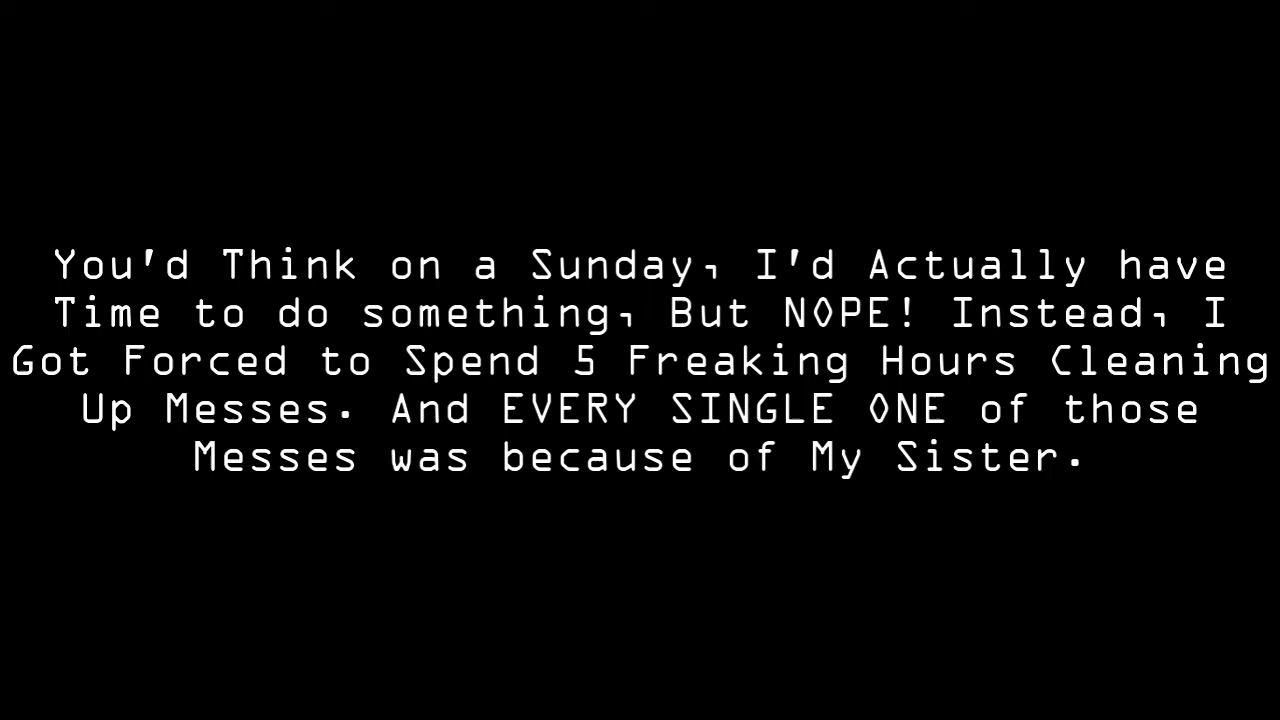 You'd Think on a Sunday, I'd Actually have
Time to do something, But NOPE! Instead, I
Got Forced to Spend 5 Freaking Hours Cleaning
Up Messes. And EVERY SINGLE ONE of those
Messes was because of My Sister.